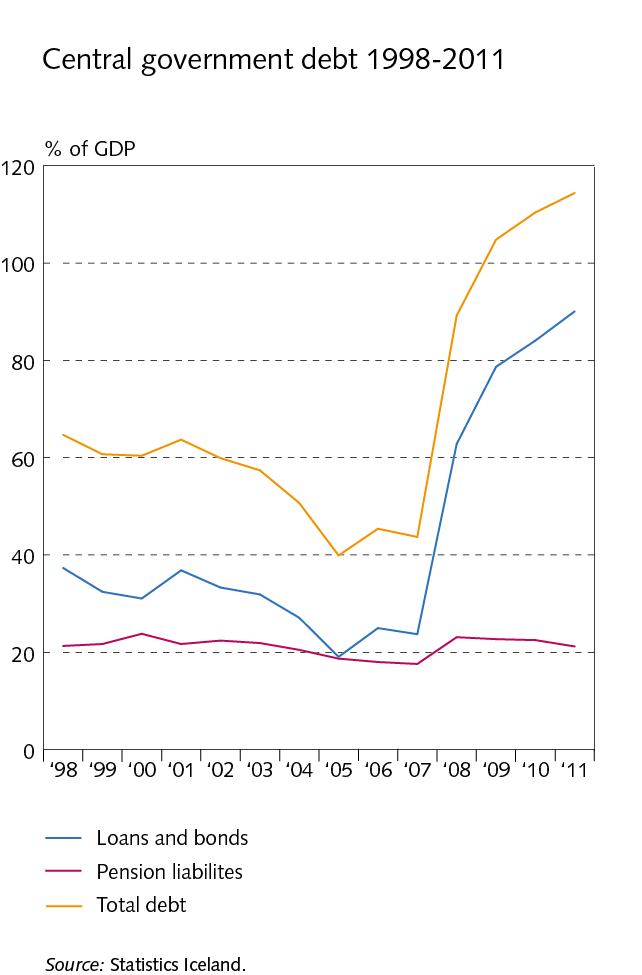 Central government debt 1998-2011
% of GDP
120
100
80
60
40
20
0
‘98 ‘99 ‘00 ‘01 ‘02 ‘03 ‘04 ‘05 ‘06 ‘07 ‘08 ‘09 ‘10 ‘11
Loans and bonds
Pension liabilites
Total debt
Source: Statistics Iceland.